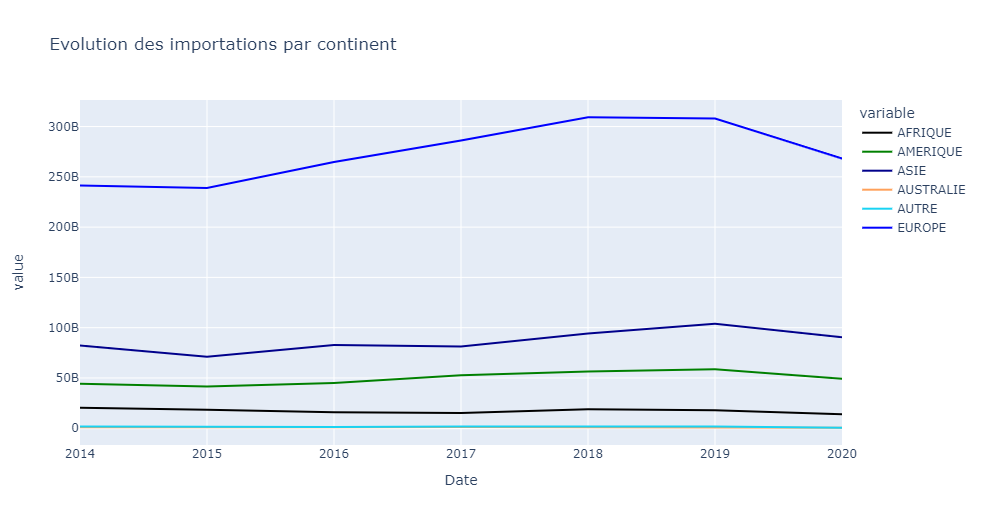 Evolution des importations par continent
variable
AFRIQUE
AMERIQUE
ASIE
AUSTRALIE
AUTRE
EUROPE
value
300B
250B
200B
150B
100B
50B
0
2014 2015 2016 2017 2018 2019 2020
Date